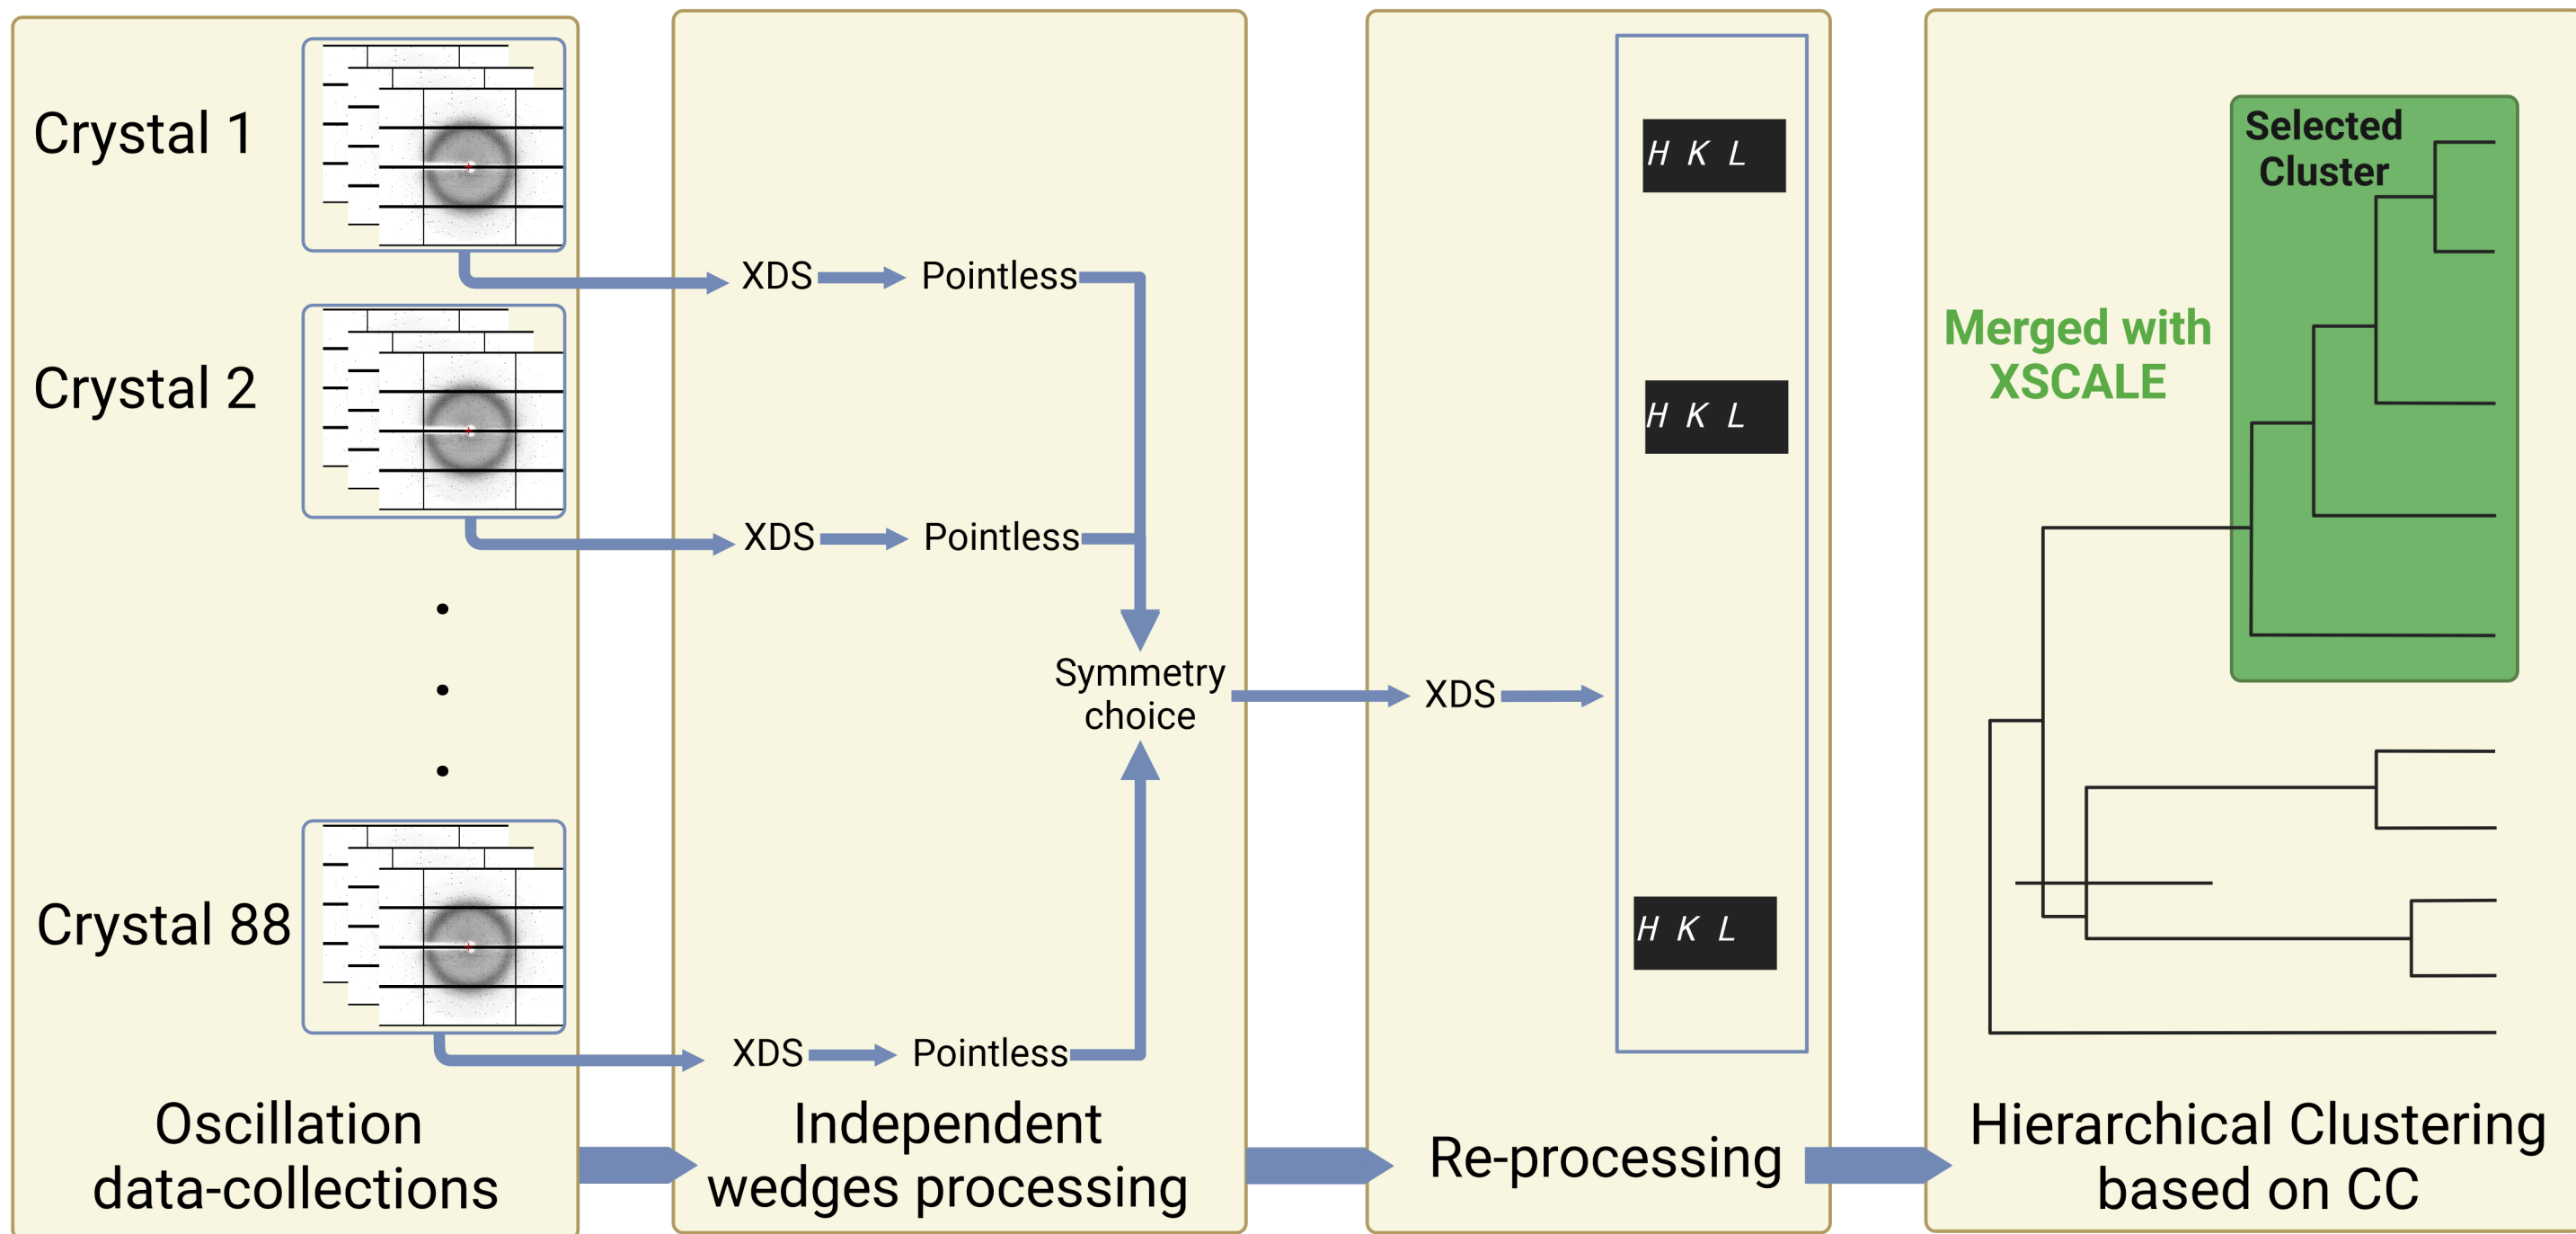 Crystal 1
Crystal 2
Crystal 88
Oscillation
data-collections
XDS
Pointless
XDS
Pointless
Symmetry
choice
XDS
Pointless
Independent
wedges processing
XDS
H K L
H K L
H K L
Re-processing
Selected
Cluster
Merged with
XSCALE
Hierarchical Clustering
based on CC